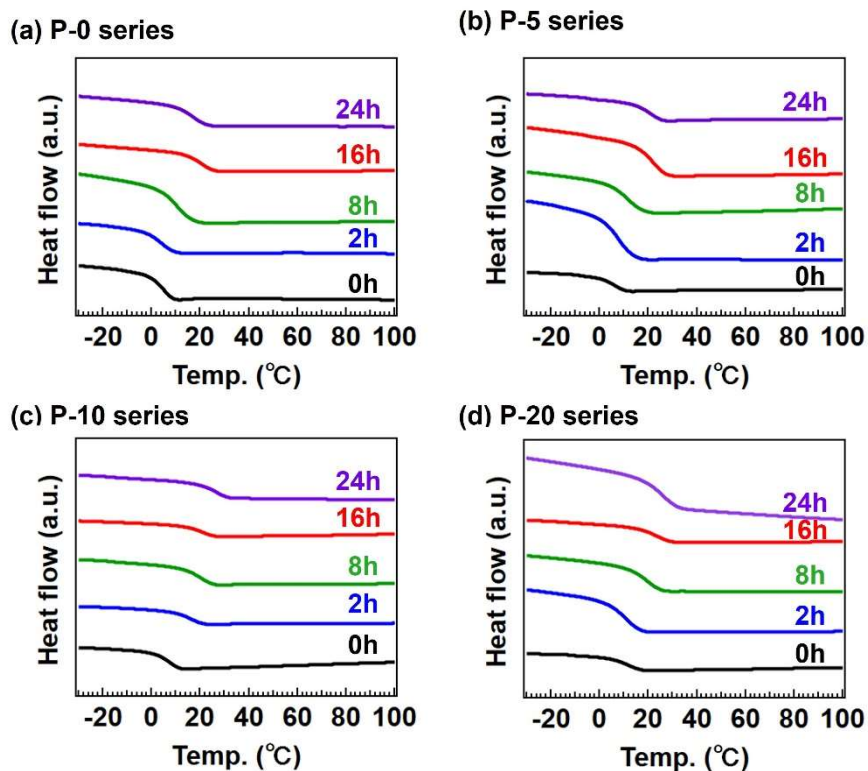 (a) P-0 series
Heat flow (a.u.)
24h
16h
8h
2h
0h
-20 0 20 40 60 80 100
Temp. (℃)
(b) P-5 series
Heat flow (a.u.)
24h
16h
8h
2h
0h
-20 0 20 40 60 80 100
Temp. (℃)
(c) P-10 series
Heat flow (a.u.)
24h
16h
8h
2h
0h
-20 0 20 40 60 80 100
Temp. (℃)
(d) P-20 series
Heat flow (a.u.)
24h
16h
8h
2h
0h
-20 0 20 40 60 80 100
Temp. (℃)